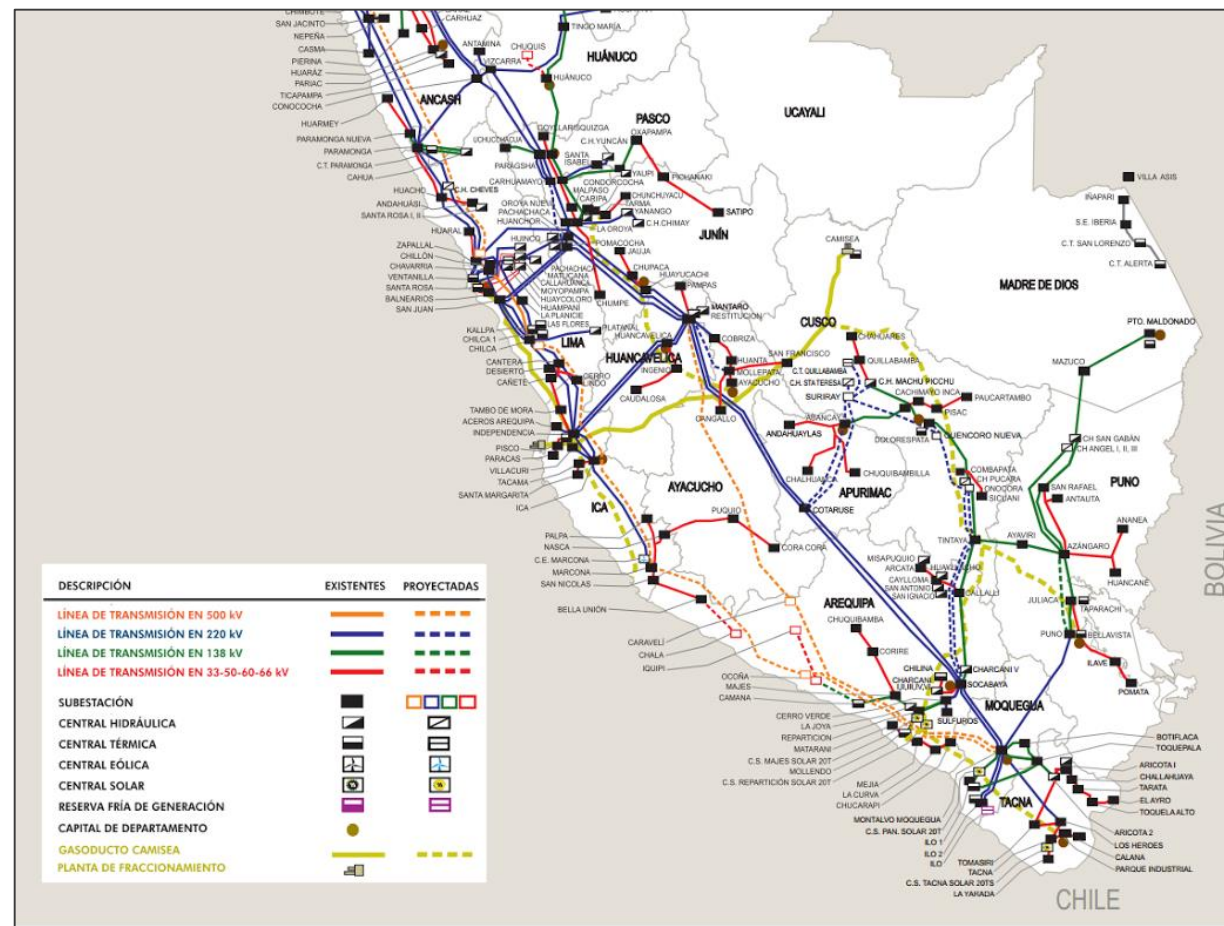 CHIMBOTE
SAN JACINTO
NEPEÑA
CASMA
PIERINA
HUARÁZ
PARIAC
TICAPAMPA
CONOCOCHA
CARHUAZ
ANTAMINA
VIZCARRA
CHUQUIS
TINGO MARÍA
HUÁNUCO
HUÁNUCO
UCAYALI
ANCASH
HUARMEY
PARAMONGA NUEVA
PARAMONGA
C.T. PARAMONGA
CAHUA
UCHUCCHACUA
GOYLLARISQUIZGA
PASCO
OXAPAMPA
C.H. YUNCÁN
SANTA
ISABEL
PARAGSHA
YAUPI
PICHANAKI
CARHUAMAYO
CONDORCOCHA
MALPASO
CHUNCHUYACU
CARIPA
TARMA
OROYA NUEVA
YANANGO
PACHACHACA
HUANCHOR
C.H.CHIMAY
LA OROYA
SATIPO
JUNÍN
HUACHO
C.H. CHEVES
ANDAHUÁSI
SANTA ROSA I, II
HUARAL
ZAPALLAL
CHILLÓN
CHAVARRIA
VENTANILLA
SANTA ROSA
BALNEARIOS
SAN JUAN
HUINCO
POMACOCHA
JAUJA
CHUPACA
HUAYUCACHI
PAMPAS
PACHACHACA
MATUCANA
CALLAHUANCA
MOYOPAMPA
HUAYCOLORO
HUAMPANÍ
LA PLANICIE
LAS FLORES
CHUMPE
PLATANAL
MANTARO
RESTITUCION
CAMISEA
VILLA ASIS
IÑAPARI
S.E. IBERIA
C.T. SAN LORENZO
C.T. ALERTA
MADRE DE DIOS
PTO. MALDONADO
MAZUCO
KALLPA
CHILCA 1
CHILCA
LIMA
HUANCAVELICA
HUANCAVELICA
INGENIO
COBRIZA
HUANTA
MOLLEPATA
AYACUCHO
SAN FRANCISCO
CUSCO
CHAHUARES
QUILLABAMBA
C.T. QUILLABAMBA
C.H. STA TERESA
C.H. MACHU PICCHU
SURIRAY
CACHIMAYO INCA
PAUCARTAMBO
PISAC
CANTERA
DESIERTO
CAÑETE
CERRO
LINDO
CAUDALOSA
CANGALLO
ABANCAY
DOLORESPATA
QUENCORO NUEVA
ANDAHUAYLAS
CHALHUANCA
CHUQUIBAMBILLA
APURIMAC
COTARUSE
COMBAPATA
CH PUCARA
ONOCORA
SICUANI
CH SAN GABÁN
CH ANGEL I, II, III
SAN RAFAEL
ANTAUTA
PUNO
ANANEA
TAMBO DE MORA
ACEROS AREQUIPA
INDEPENDENCIA
PISCO
PARACAS
VILLACURI
TACAMA
SANTA MARGARITA
ICA
ICA
AYACUCHO
PUQUIO
CORA CORA
PALPA
NASCA
C.E. MARCONA
MARCONA
SAN NICOLAS
BELLA UNIÓN
TINTAYA
AYAVIRI
AZÁNGARO
HUANCANÉ
MISAPUQUIO
ARCATA
CAYLLOMA
SAN ANTONIO
SAN IGNACIO
CALLALLI
JULIACA
TAPARACHI
PUNO
BELLAVISTA
ILAVE
POMATA
BOLIVIA
AREQUIPA
CHUQUIBAMBA
CORIRE
CARAVELÍ
CHALA
IQUIPI
OCOÑA
MAJES
CAMANA
CHILINA
CHARCANI
I,II,III,IV,VI
CHARCANI V
SOCABAYA
MOQUEGUA
CERRO VERDE
LA JOYA
REPARTICION
MATARANI
C.S. MAJES SOLAR 20T
MOLLENDO
C.S. REPARTICIÓN SOLAR 20T
SULFUROS
MEJIA
LA CURVA
CHUCARAPI
BOTIFLACA
TOQUEPALA
ARICOTA I
CHALLAHUAYA
TARATA
EL AYRO
TOQUELA ALTO
TACNA
MONTALVO MOQUEGUA
C.S. PAN. SOLAR 20T
ILO 1
ILO 2
ILO
TOMASIRI
TACNA
C.S. TACNA SOLAR 20TS
LA YARADA
ARICOTA 2
LOS HEROES
CALANA
PARQUE INDUSTRIAL
CHILE
DESCRIPCIÓN EXISTENTES PROYECTADAS
LÍNEA DE TRANSMISIÓN EN 500 kV
LÍNEA DE TRANSMISIÓN EN 220 kV
LÍNEA DE TRANSMISIÓN EN 138 kV
LÍNEA DE TRANSMISIÓN EN 33-50-60-66 kV
SUBESTACIÓN
CENTRAL HIDRÁULICA
CENTRAL TÉRMICA
CENTRAL EÓLICA
CENTRAL SOLAR
RESERVA FRÍA DE GENERACIÓN
CAPITAL DE DEPARTAMENTO
GASODUCTO CAMISEA
PLANTA DE FRACCIONAMIENTO